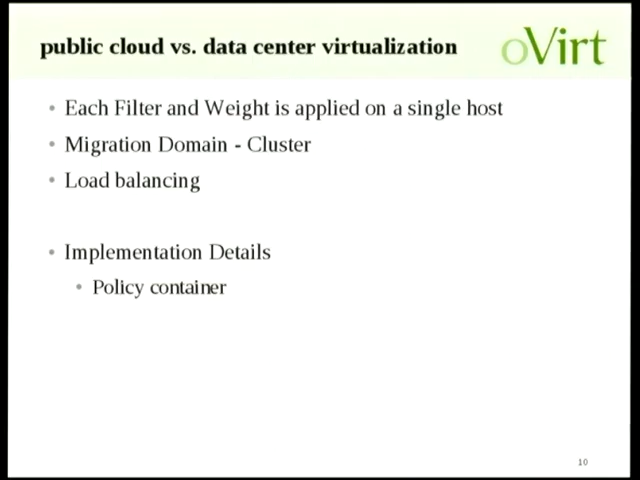 public cloud vs. data center virtualization
oVirt
• Each Filter and Weight is applied on a single host
• Migration Domain - Cluster
• Load balancing
• Implementation Details
• Policy container
10